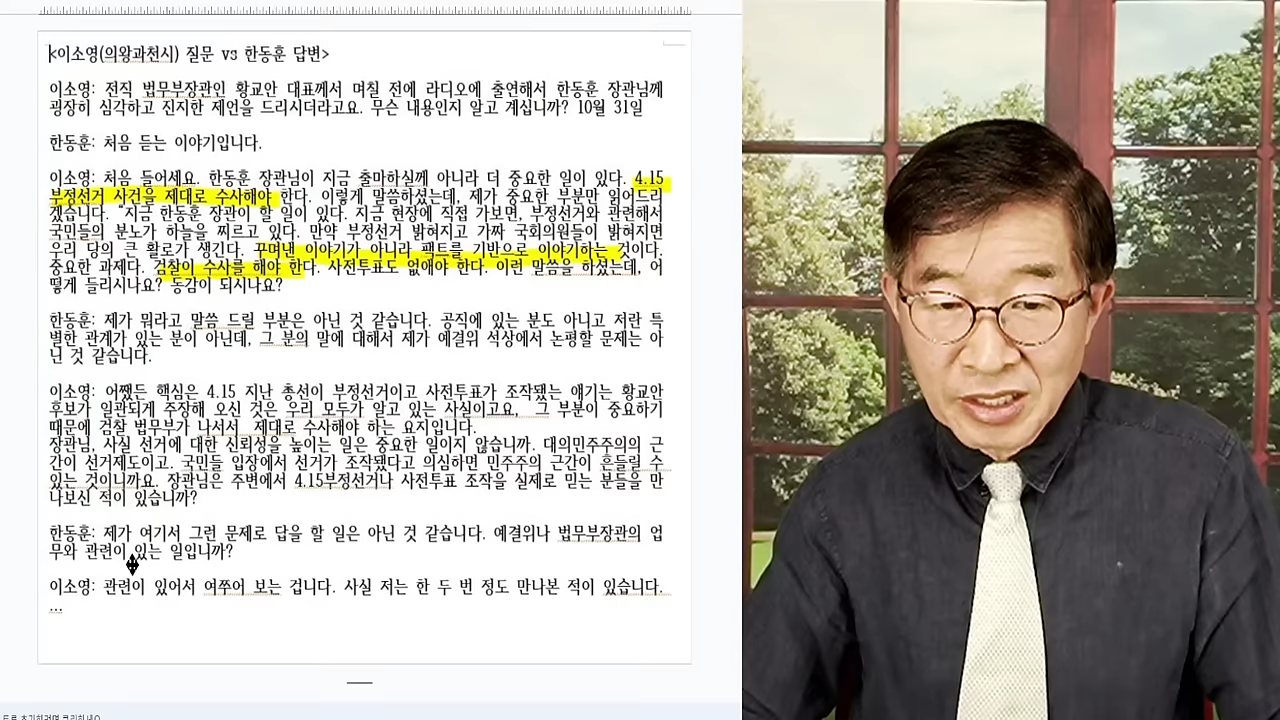 <이소영(의왕과천시) 질문 vs 한동훈 답변>
이소영: 전직 법무부장관인 황교안 대표께서 며칠 전에 라디오에 출연해서 한동훈 장관님께
굉장히 심각하고 진지한 제언을 드리시더라고요. 무슨 내용인지 알고 계십니까? 10월 31일
한동훈: 처음 듣는 이야기입니다.
이소영: 처음 들어세요. 한동훈 장관님이 지금 출마하실께 아니라 더 중요한 일이 있다. 4.15
부정선거 사건을 제대로 수사해야 한다. 이렇게 말씀하셨는데, 제가 중요한 부분만 읽어드리
겠습니다. "지금 한동훈 장관이 할 일이 있다. 지금 현장에 직접 가보면, 부정선거와 관련해서
국민들의 분노가 하늘을 찌르고 있다. 만약 부정선거 밝혀지고 가짜 국회의원들이 밝혀지면
우리 당의 큰 활로가 생긴다. 꾸며낸 이야기가 아니라 팩트를 기반으로 이야기하는 것이다.
중요한 과제다. 검찰이 수사를 해야 한다. 사전투표도 없애야 한다. 이런 말씀을 하셨는데, 어
떻게 들리시나요? 동감이 되시나요?
한동훈: 제가 뭐라고 말씀 드릴 부분은 아닌 것 같습니다. 공직에 있는 분도 아니고 저란 특
별한 관계가 있는 분이 아닌데, 그 분의 말에 대해서 제가 예결위 석상에서 논평할 문제는 아
닌 것 같습니다.
이소영: 어쨌든 핵심은 4.15 지난 총선이 부정선거이고 사전투표가 조작됐는 얘기는 황교안
후보가 일관되게 주장해 오신 것은 우리 모두가 알고 있는 사실이고요, 그 부분이 중요하기
때문에 검찰 법무부가 나서서 제대로 수사해야 하는 요지입니다.
장관님, 사실 선거에 대한 신뢰성을 높이는 일은 중요한 일이지 않습니까. 대의민주주의의 근
간이 선거제도이고. 국민들 입장에서 선거가 조작됐다고 의심하면 민주주의 근간이 흔들릴 수
있는 것이니까요. 장관님은 주변에서 4.15부정선거나 사전투표 조작을 실제로 믿는 분들을 만
나보신 적이 있습니까?
한동훈: 제가 여기서 그런 문제로 답을 할 일은 아닌 것 같습니다. 예결위나 법무부장관의 업
무와 관련이 있는 일입니까?
이소영: 관련이 있어서 여쭈어 보는 겁니다. 사실 저는 한 두 번 정도 만나본 적이 있습니다.
...